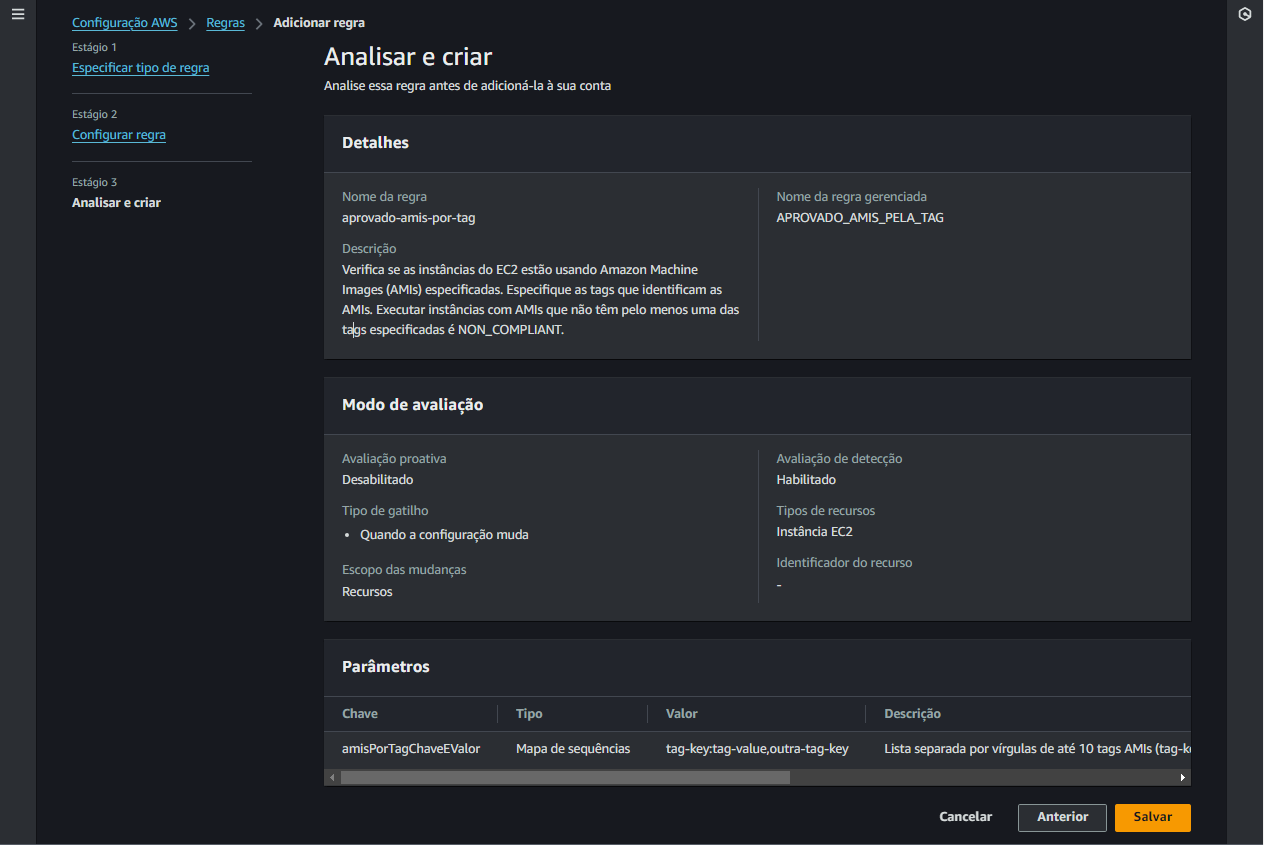 Configuração AWS > Regras > Adicionar regra
Estágio 1
Especificar tipo de regra
Estágio 2
Configurar regra
Estágio 3
Analisar e criar
Analisar e criar
Analise essa regra antes de adicioná-la à sua conta
Detalhes
Nome da regra
aprovado-amis-por-tag
Descrição
Verifica se as instâncias do EC2 estão usando Amazon Machine
Images (AMIs) especificadas. Especifique as tags que identificam as
AMIs. Executar instâncias com AMIs que não têm pelo menos uma das
tags especificadas é NON_COMPLIANT.
Nome da regra gerenciada
APROVADO_AMIS_PELA_TAG
Modo de avaliação
Avaliação proativa
Desabilitado
Tipo de gatilho
• Quando a configuração muda
Escopo das mudanças
Recursos
Avaliação de detecção
Habilitado
Tipos de recursos
Instância EC2
Identificador do recurso
-
Parâmetros
Chave Tipo Valor Descrição
amisPorTagChaveEValor Mapa de sequências tag-key:tag-value,outra-tag-key Lista separada por vírgulas de até 10 tags AMIs (tag-k
Cancelar Anterior Salvar